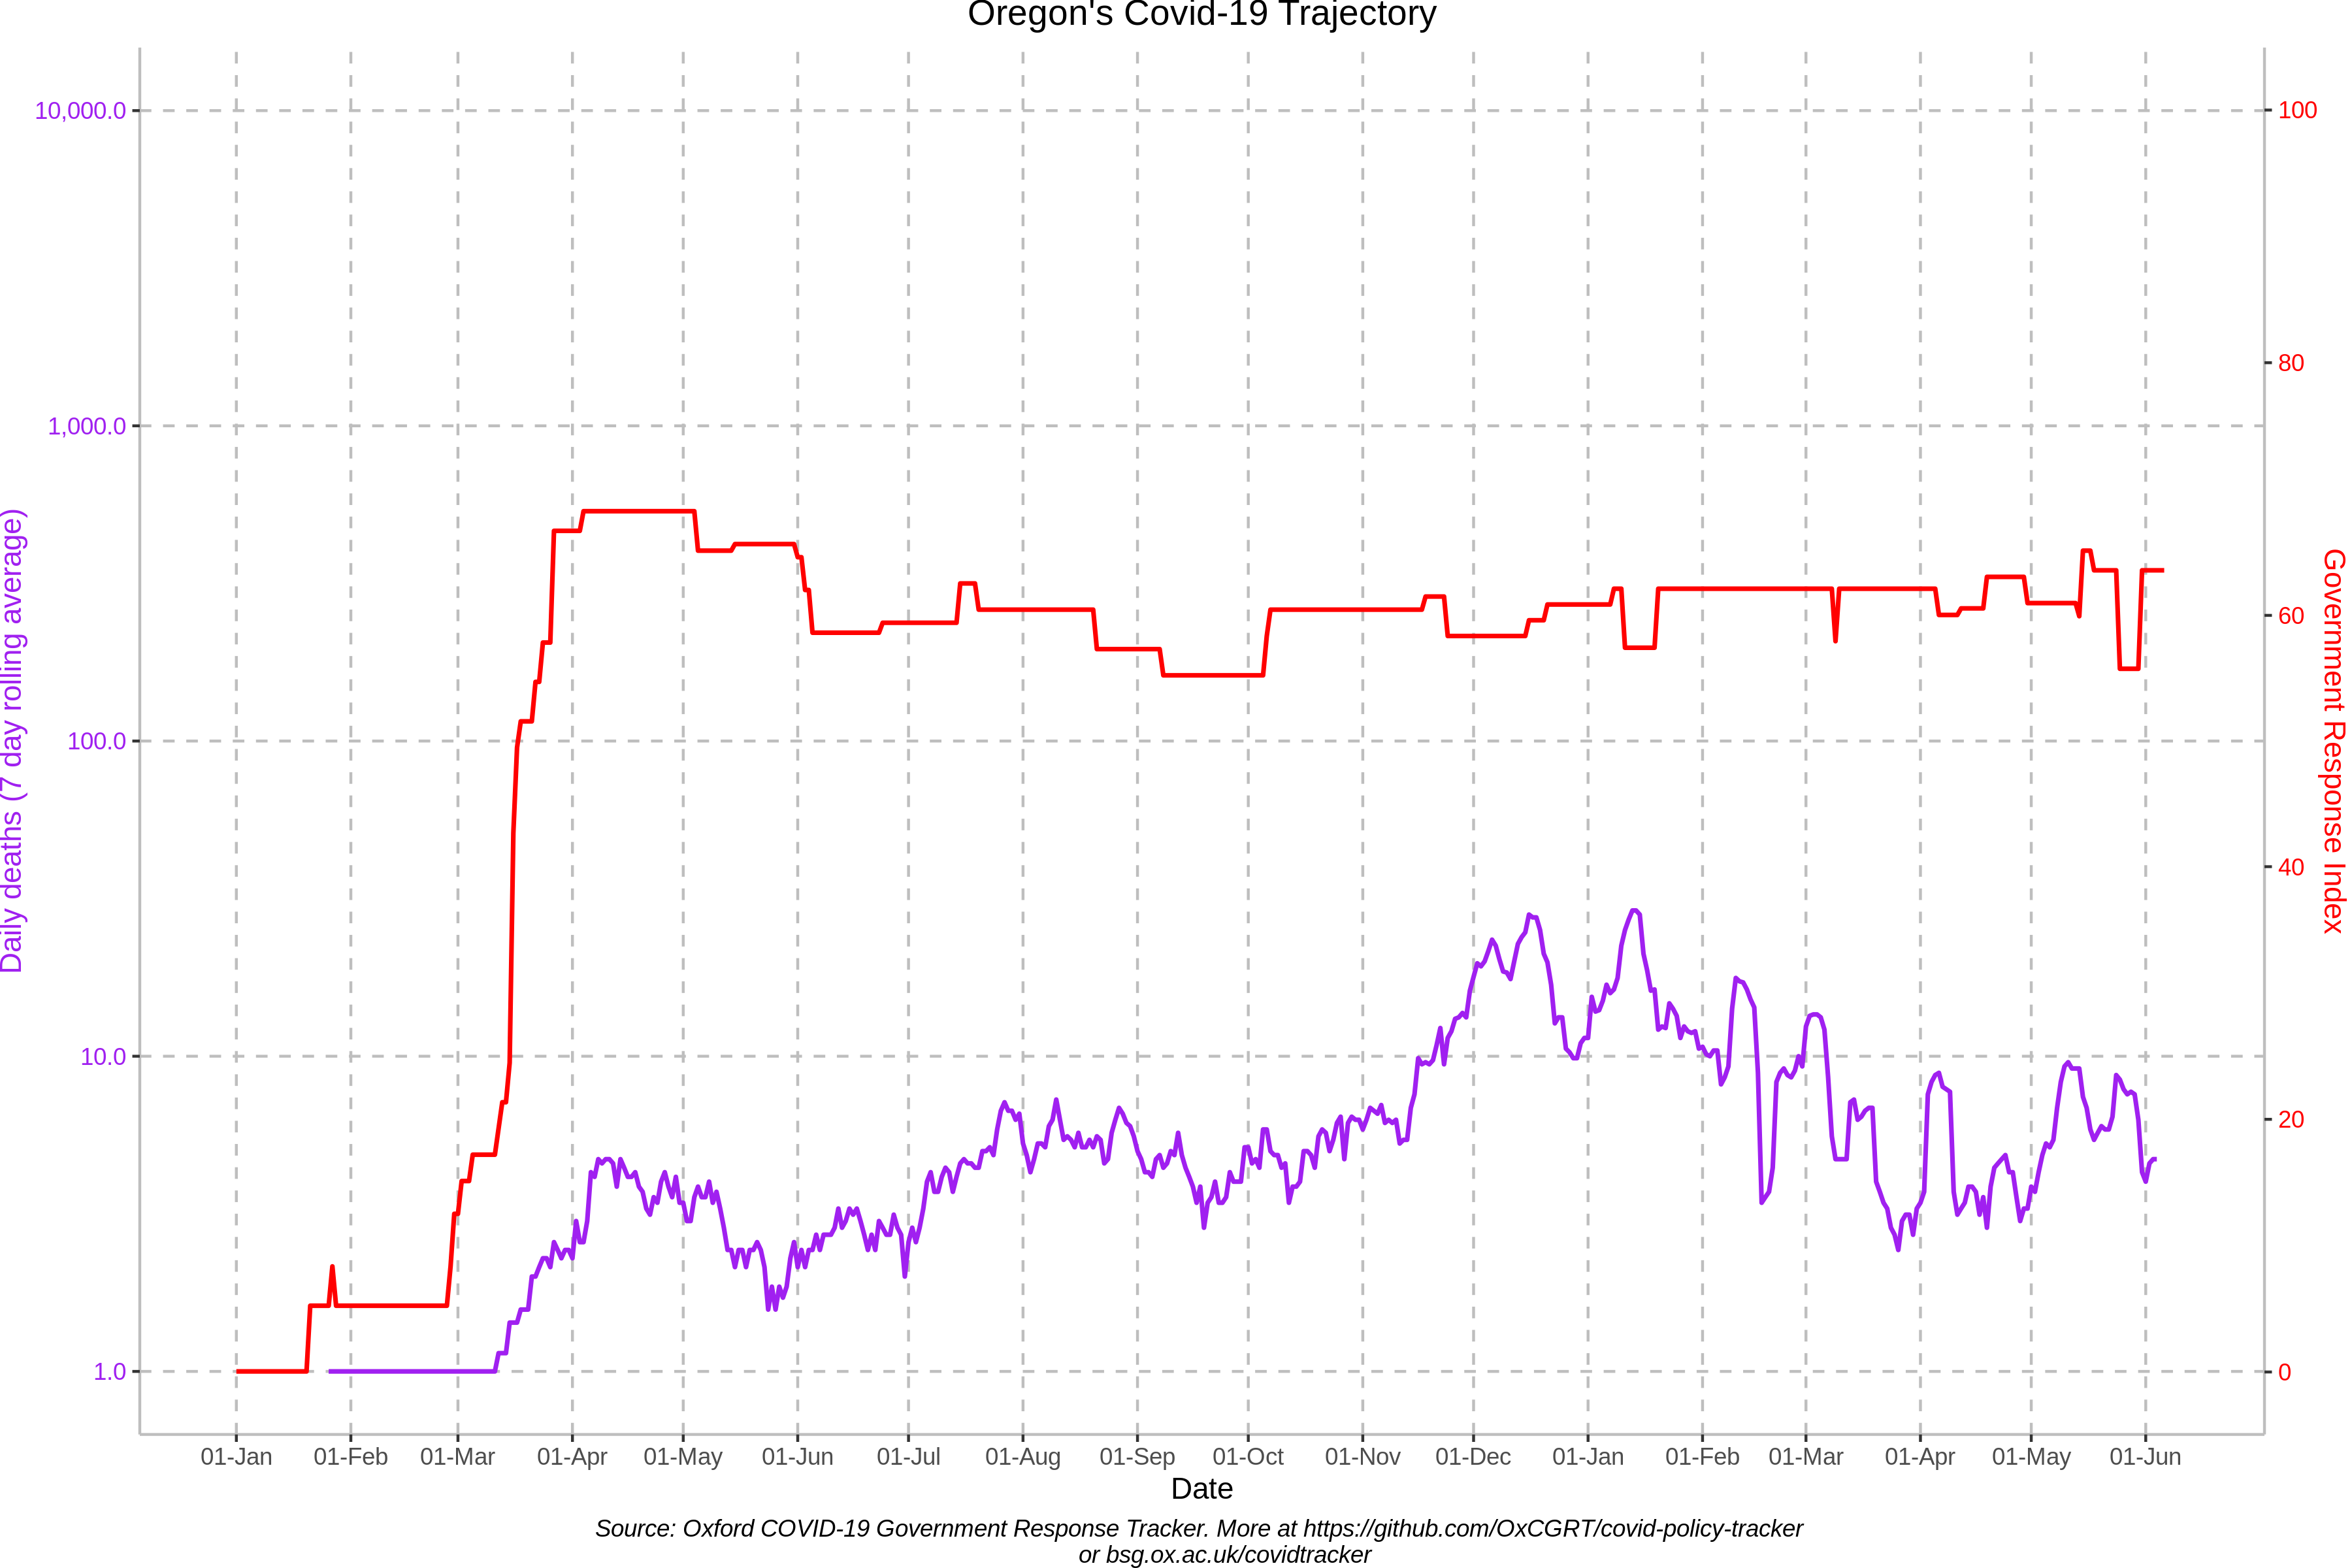 Oregon's Covid-19 Trajectory
10,000.0
1,000.0
100.0
10.0
1.0
Daily deaths (7 day rolling average)
100
80
60
40
20
0
Government Response Index
01-Jan 01-Feb 01-Mar 01-Apr 01-May 01-Jun 01-Jul 01-Aug 01-Sep 01-Oct 01-Nov 01-Dec 01-Jan 01-Feb 01-Mar 01-Apr 01-May 01-Jun
Date
Source: Oxford COVID-19 Government Response Tracker. More at https://github.com/OxCGRT/covid-policy-tracker
or bsg.ox.ac.uk/covidtracker